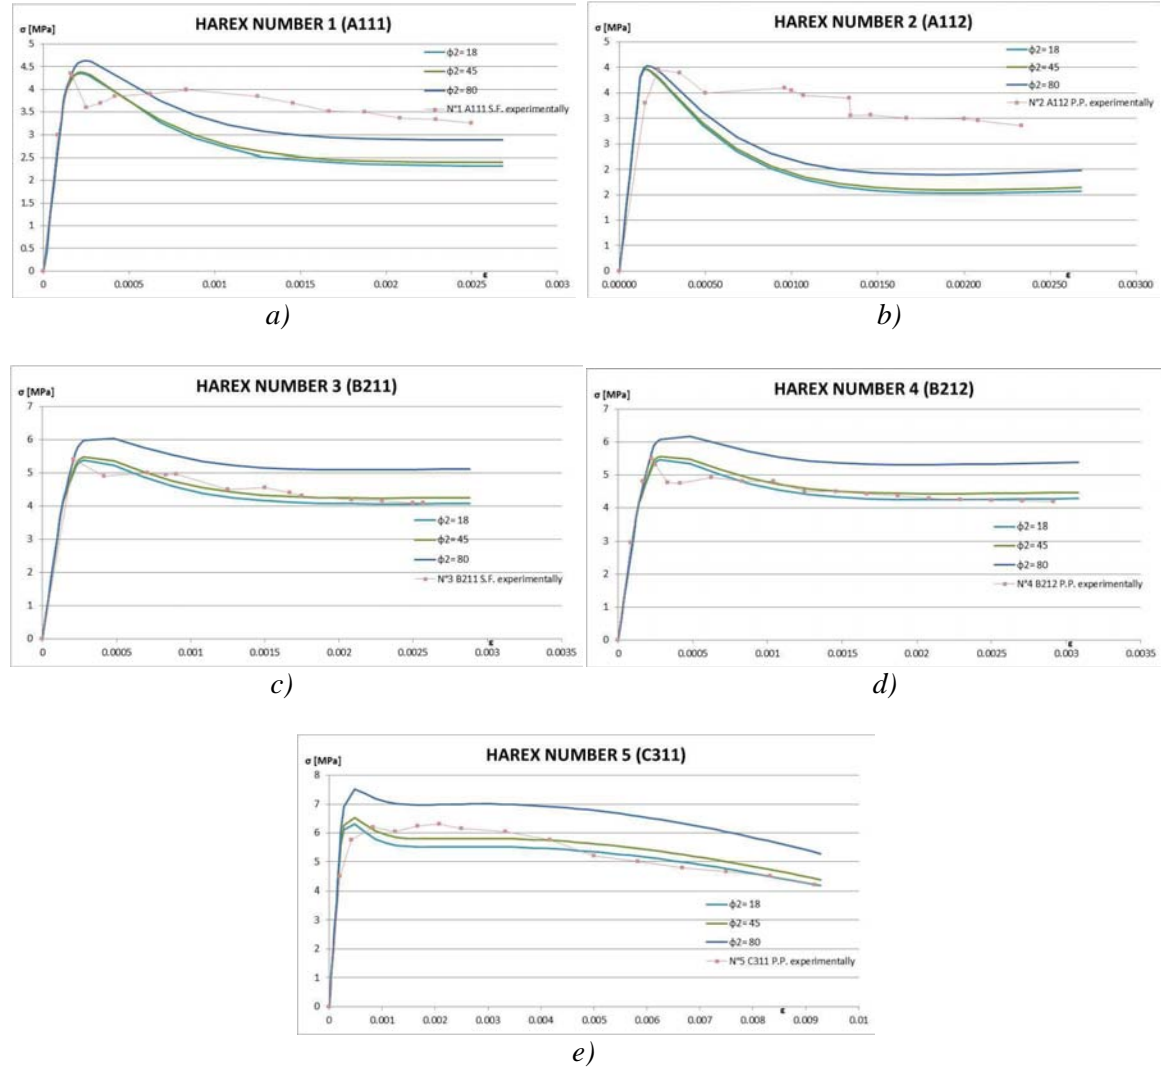 σ [MPa]
HAREX NUMBER 1 (A111)
5
4.5
4
3.5
3
2.5
2
1.5
1
0.5
0
ϕ2= 18
ϕ2= 45
ϕ2= 80
N°1 A111 S.F. experimentally
0 0.0005 0.001 0.0015 0.002 0.0025 ε 0.003
a)
σ [MPa]
HAREX NUMBER 2 (A112)
5
4
4
3
3
2
2
1
1
0
ϕ2= 18
ϕ2= 45
ϕ2= 80
N°2 A112 P.P. experimentally
0.00000 0.00050 0.00100 0.00150 0.00200 0.00250 ε 0.00300
b)
σ [MPa]
HAREX NUMBER 3 (B211)
7
6
5
4
3
2
1
0
ϕ2= 18
ϕ2= 45
ϕ2= 80
N°3 B211 S.F. experimentally
0 0.0005 0.001 0.0015 0.002 0.0025 0.003 ε 0.0035
c)
σ [MPa]
HAREX NUMBER 4 (B212)
7
6
5
4
3
2
1
0
ϕ2= 18
ϕ2= 45
ϕ2= 80
N°4 B212 P.P. experimentally
0 0.0005 0.001 0.0015 0.002 0.0025 0.003 ε 0.0035
d)
σ [MPa]
HAREX NUMBER 5 (C311)
8
7
6
5
4
3
2
1
0
ϕ2= 18
ϕ2= 45
ϕ2= 80
N°5 C311 P.P. experimentally
0 0.001 0.002 0.003 0.004 0.005 0.006 0.007 0.008 ε 0.009 0.01
e)